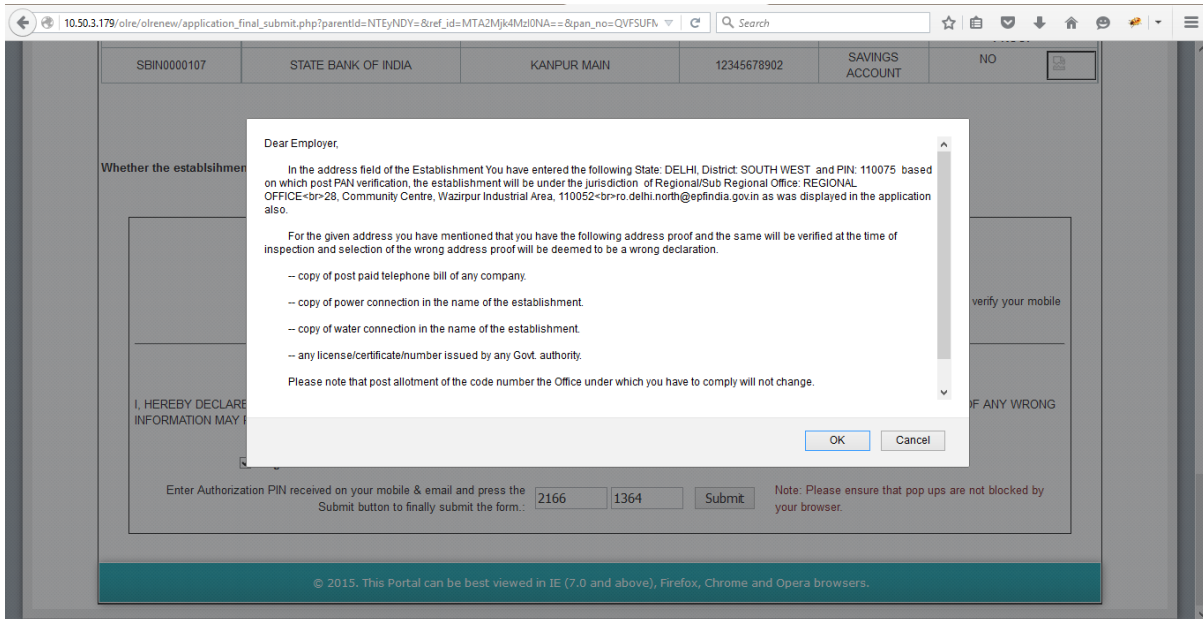 10.50.3.179/olre/olrenew/application_final_submit.php?parentId=NTEyNDY=&ref_id=MTA2Mjk4MzI0NA==&pan_no=QVFSUFN
Search
SBIN0000107 STATE BANK OF INDIA KANPUR MAIN 12345678902 SAVINGS ACCOUNT NO
Whether the establsihmen
Dear Employer,
In the address field of the Establishment You have entered the following State: DELHI, District: SOUTH WEST and PIN: 110075 based
on which post PAN verification, the establishment will be under the jurisdiction of Regional/Sub Regional Office: REGIONAL
OFFICE<br>28, Community Centre, Wazirpur Industrial Area, 110052<br>ro.delhi.north@epfindia.gov.in as was displayed in the application
also.
For the given address you have mentioned that you have the following address proof and the same will be verified at the time of
inspection and selection of the wrong address proof will be deemed to be a wrong declaration.
-- copy of post paid telephone bill of any company.
-- copy of power connection in the name of the establishment.
-- copy of water connection in the name of the establishment.
-- any license/certificate/number issued by any Govt. authority.
Please note that post allotment of the code number the Office under which you have to comply will not change.
OK Cancel
verify your mobile
I, HEREBY DECLARE
OF ANY WRONG
INFORMATION MAY
Enter Authorization PIN received on your mobile & email and press the
Submit button to finally submit the form.:
2166 1364 Submit
Note: Please ensure that pop ups are not blocked by
your browser.
© 2015. This Portal can be best viewed in IE (7.0 and above), Firefox, Chrome and Opera browsers.